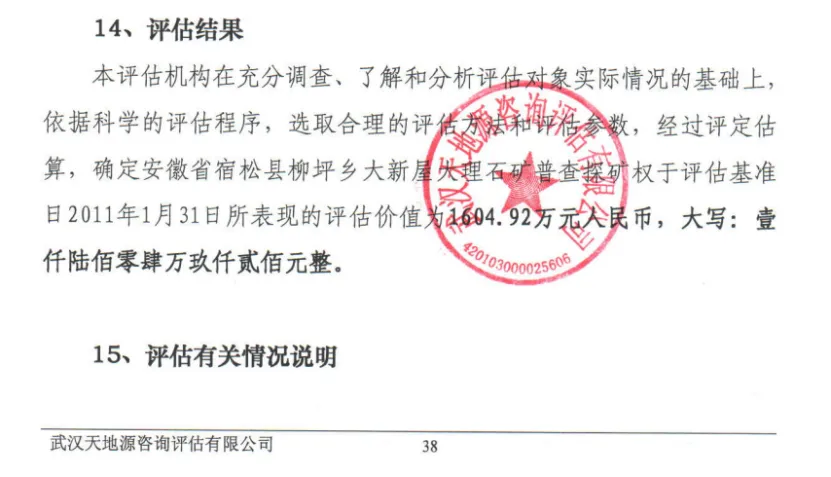 14、评估结果
本评估机构在充分调查、了解和分析评估对象实际情况的基础上，
依据科学的评估程序，选取合理的评估方法和评估参数，经过评定估
算，确定安徽省宿松县柳坪乡大新屋大理石矿普查探矿权于评估基准
日2011年1月31日所表现的评估价值为1604.92万元人民币，大写：壹
仟陆佰零肆万玖仟贰佰元整。
武汉天地源咨询评估有限公司
420103000025606
15、评估有关情况说明
武汉天地源咨询评估有限公司
38